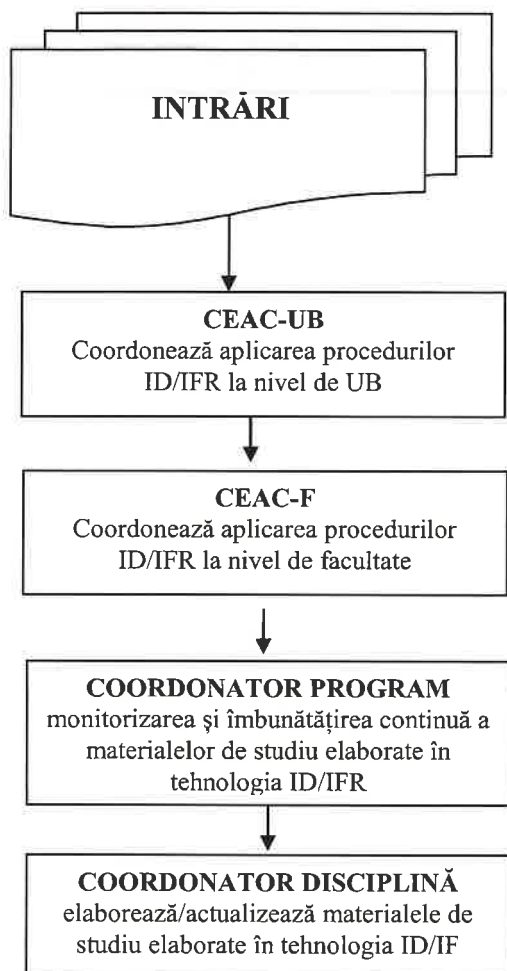 INTRĂRI
CEAC-UB
Coordonează aplicarea procedurilor
ID/IFR la nivel de UB
CEAC-F
Coordonează aplicarea procedurilor
ID/IFR la nivel de facultate
COORDONATOR PROGRAM
monitorizarea și îmbunătățirea continuă a
materialelor de studiu elaborate în
tehnologia ID/IFR
COORDONATOR DISCIPLINĂ
elaborează/actualizează materialele de
studiu elaborate în tehnologia ID/IF